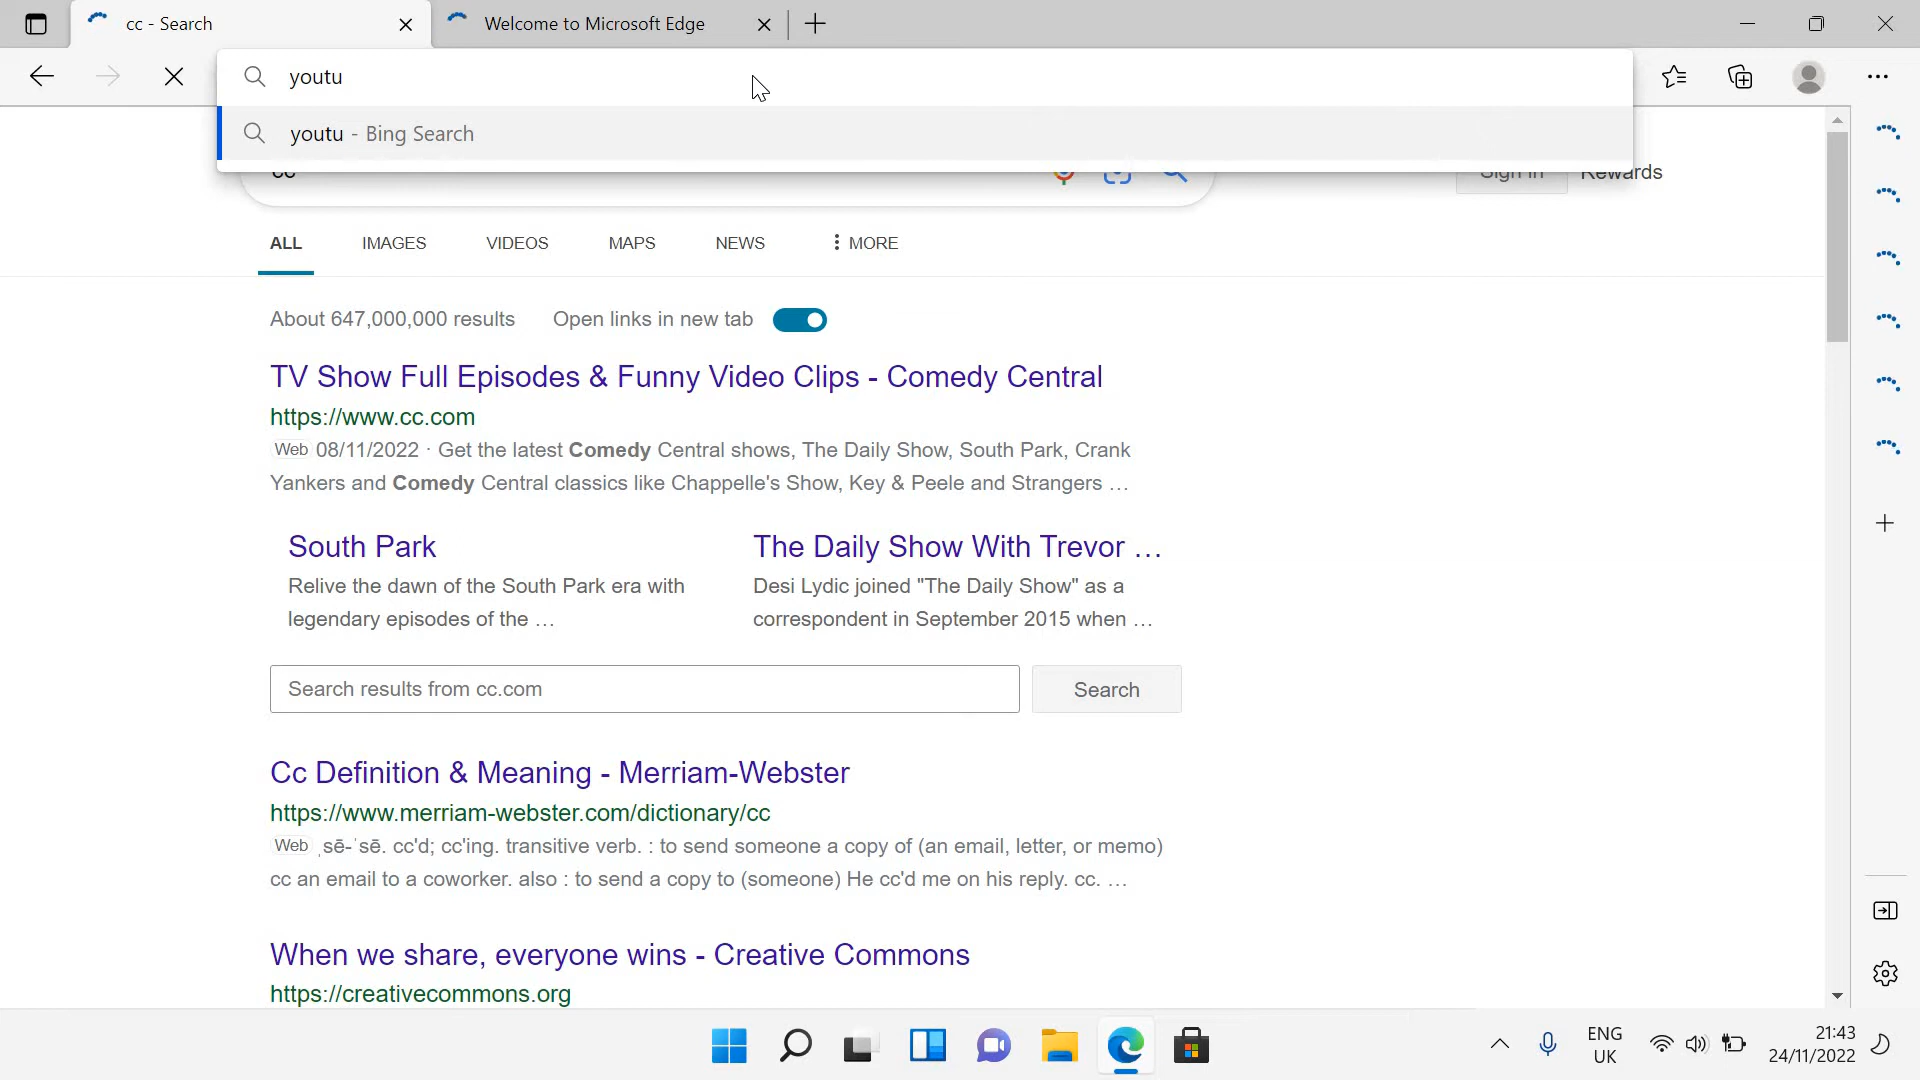 cc - Search
Welcome to Microsoft Edge
youtu
youtu - Bing Search
cc
Sign in
Rewards
ALL
IMAGES
VIDEOS
MAPS
NEWS
MORE
About 647,000,000 results
Open links in new tab
TV Show Full Episodes & Funny Video Clips - Comedy Central
https://www.cc.com
Web 08/11/2022 · Get the latest Comedy Central shows, The Daily Show, South Park, Crank
Yankers and Comedy Central classics like Chappelle's Show, Key & Peele and Strangers ...
South Park
Relive the dawn of the South Park era with
legendary episodes of the ...
The Daily Show With Trevor ...
Desi Lydic joined "The Daily Show" as a
correspondent in September 2015 when ...
Search results from cc.com
Search
Cc Definition & Meaning - Merriam-Webster
https://www.merriam-webster.com/dictionary/cc
Web ˌsē-ˈsē. cc'd; cc'ing. transitive verb. : to send someone a copy of (an email, letter, or memo)
cc an email to a coworker. also : to send a copy to (someone) He cc'd me on his reply. cc. ...
When we share, everyone wins - Creative Commons
https://creativecommons.org
ENG
UK
21:43
24/11/2022